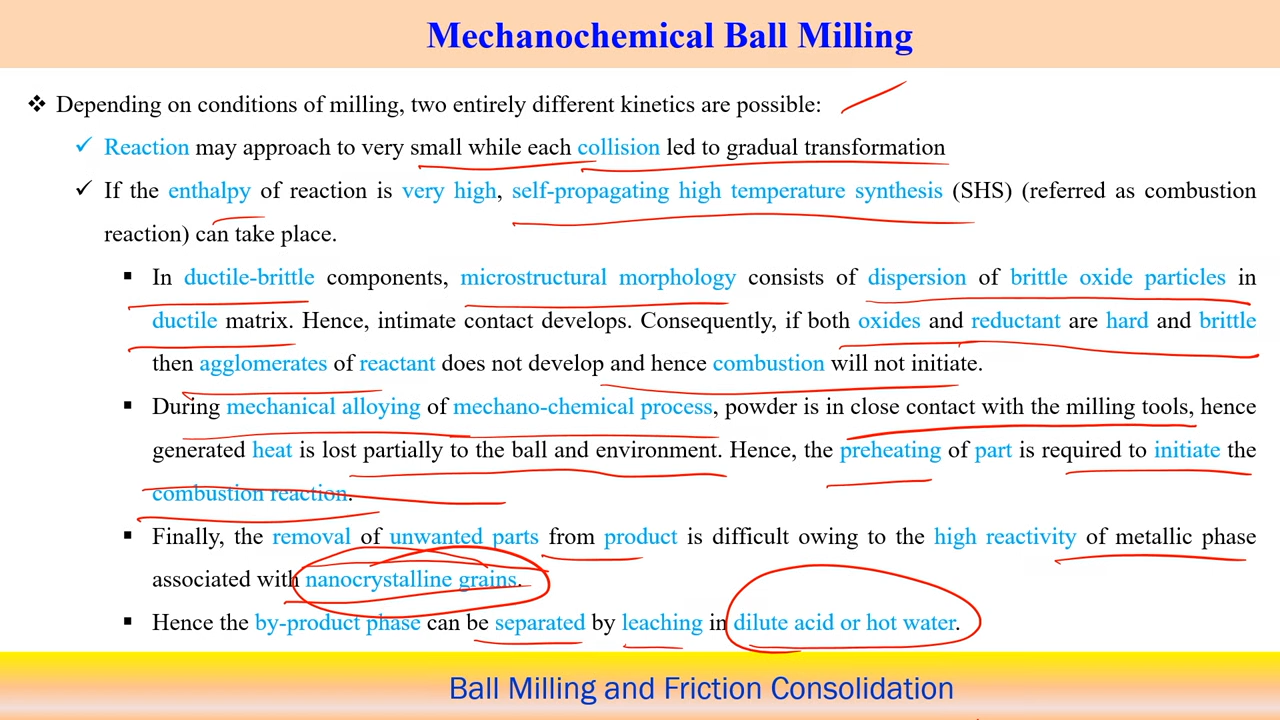 Mechanochemical Ball Milling
❖ Depending on conditions of milling, two entirely different kinetics are possible:
✓ Reaction may approach to very small while each collision led to gradual transformation
✓ If the enthalpy of reaction is very high, self-propagating high temperature synthesis (SHS) (referred as combustion
reaction) can take place.
▪ In ductile-brittle components, microstructural morphology consists of dispersion of brittle oxide particles in
ductile matrix. Hence, intimate contact develops. Consequently, if both oxides and reductant are hard and brittle
then agglomerates of reactant does not develop and hence combustion will not initiate.
▪ During mechanical alloying of mechano-chemical process, powder is in close contact with the milling tools, hence
generated heat is lost partially to the ball and environment. Hence, the preheating of part is required to initiate the
combustion reaction.
▪ Finally, the removal of unwanted parts from product is difficult owing to the high reactivity of metallic phase
associated with nanocrystalline grains.
▪ Hence the by-product phase can be separated by leaching in dilute acid or hot water.
Ball Milling and Friction Consolidation